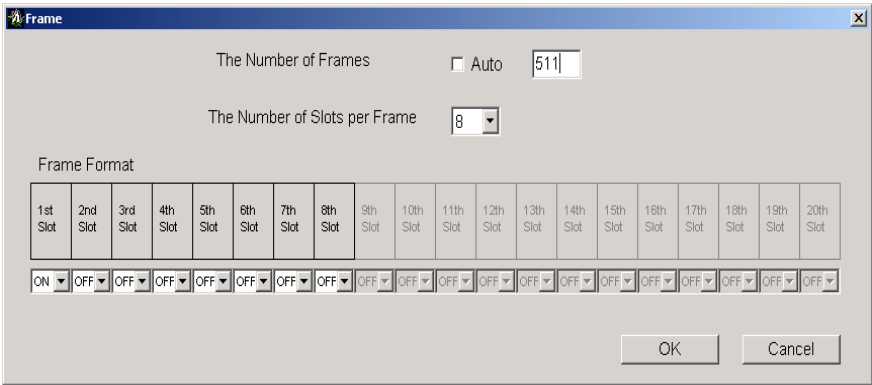 Frame
The Number of Frames Auto 511
The Number of Slots per Frame 8
Frame Format
1st 2nd 3rd 4th 5th 6th 7th 8th 9th 10th 11th 12th 13th 14th 15th 16th 17th 18th 19th 20th
Slot Slot Slot Slot Slot Slot Slot Slot Slot Slot Slot Slot Slot Slot Slot Slot Slot Slot Slot Slot
ON OFF OFF OFF OFF OFF OFF OFF OFF OFF OFF OFF OFF OFF OFF OFF OFF OFF OFF OFF
OK Cancel